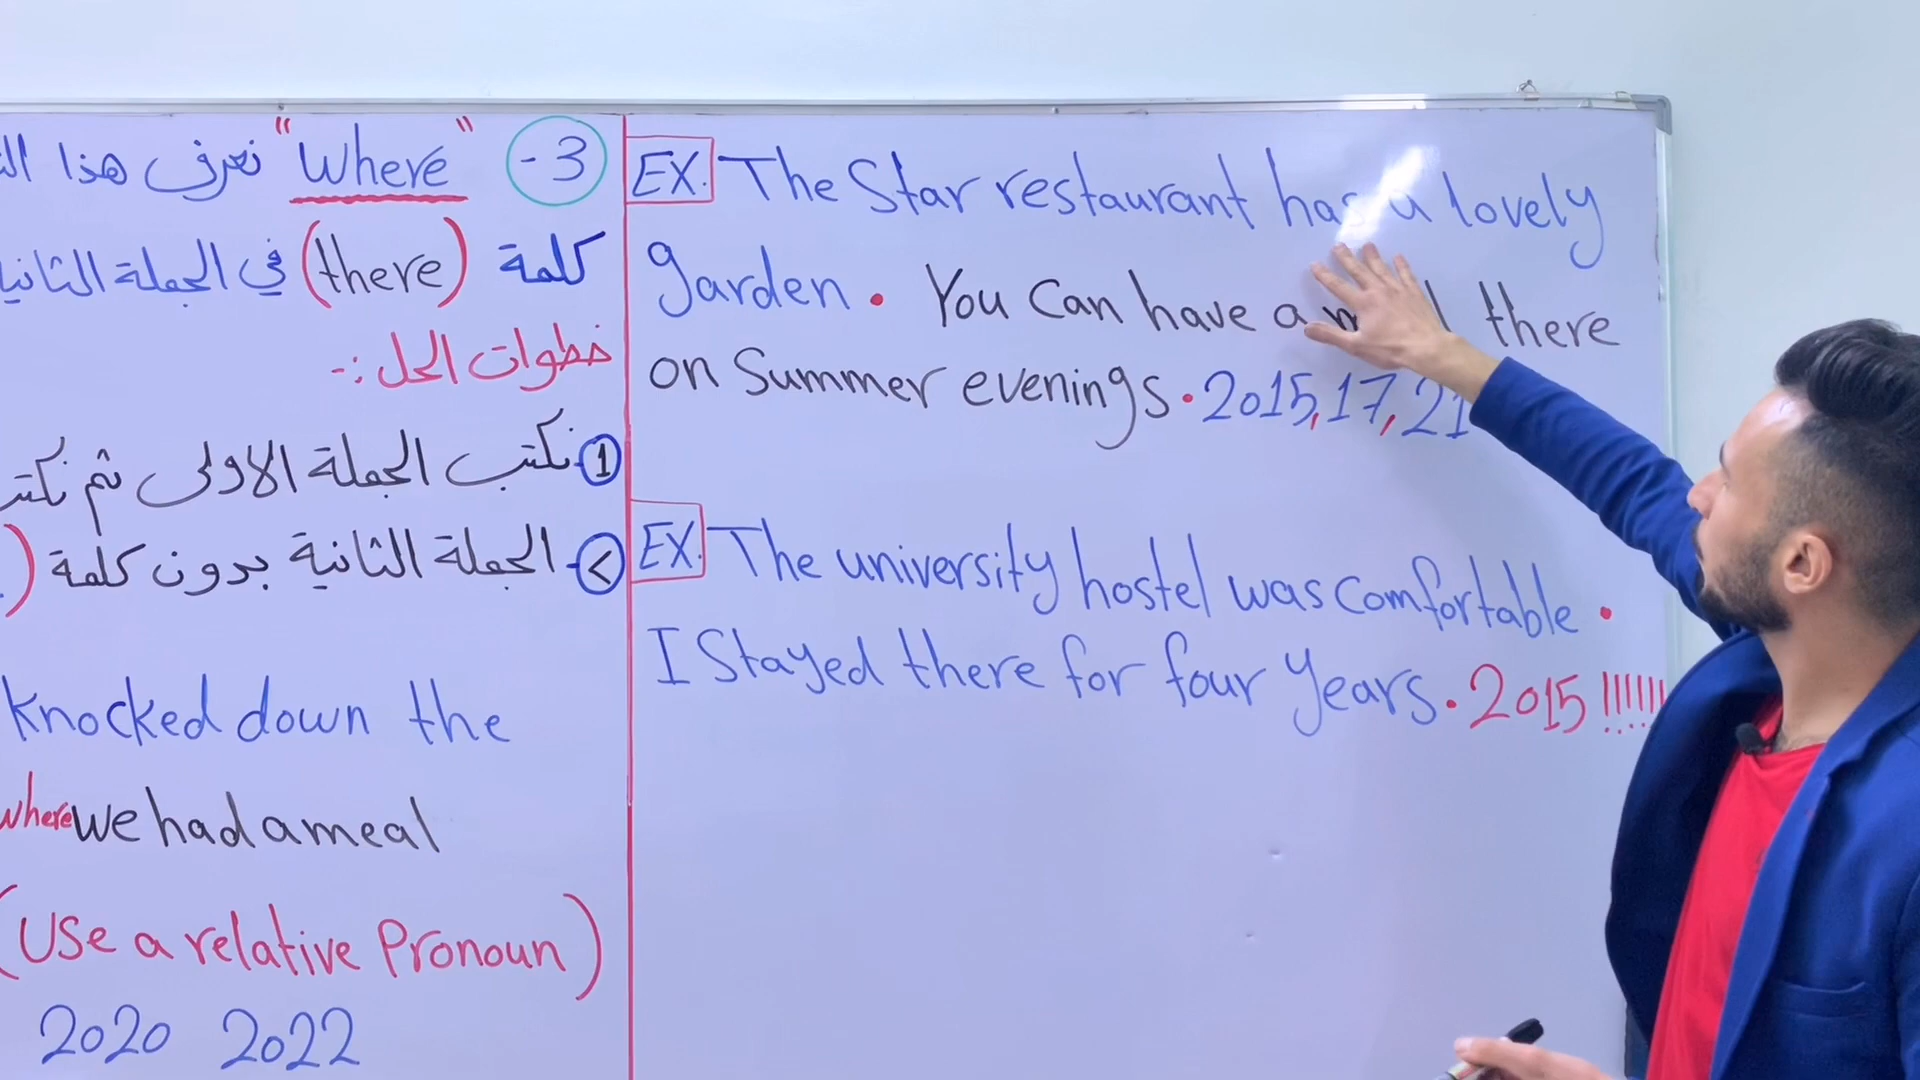 3- "Where" نعرف هذا
كلمة (there) في الجملة الثانية
خطوات الحل :-
1- نكتب الجملة الاولى ثم
2- الجملة الثانية بدون كلمة
knocked down the
where we had a meal
(Use a relative Pronoun)
2020 2022
EX. The Star restaurant has a lovely
garden. You Can have a there
on Summer evenings. 2015, 17, 21
EX. The university hostel was comfortable.
I Stayed there for four years. 2015 !!!!!!